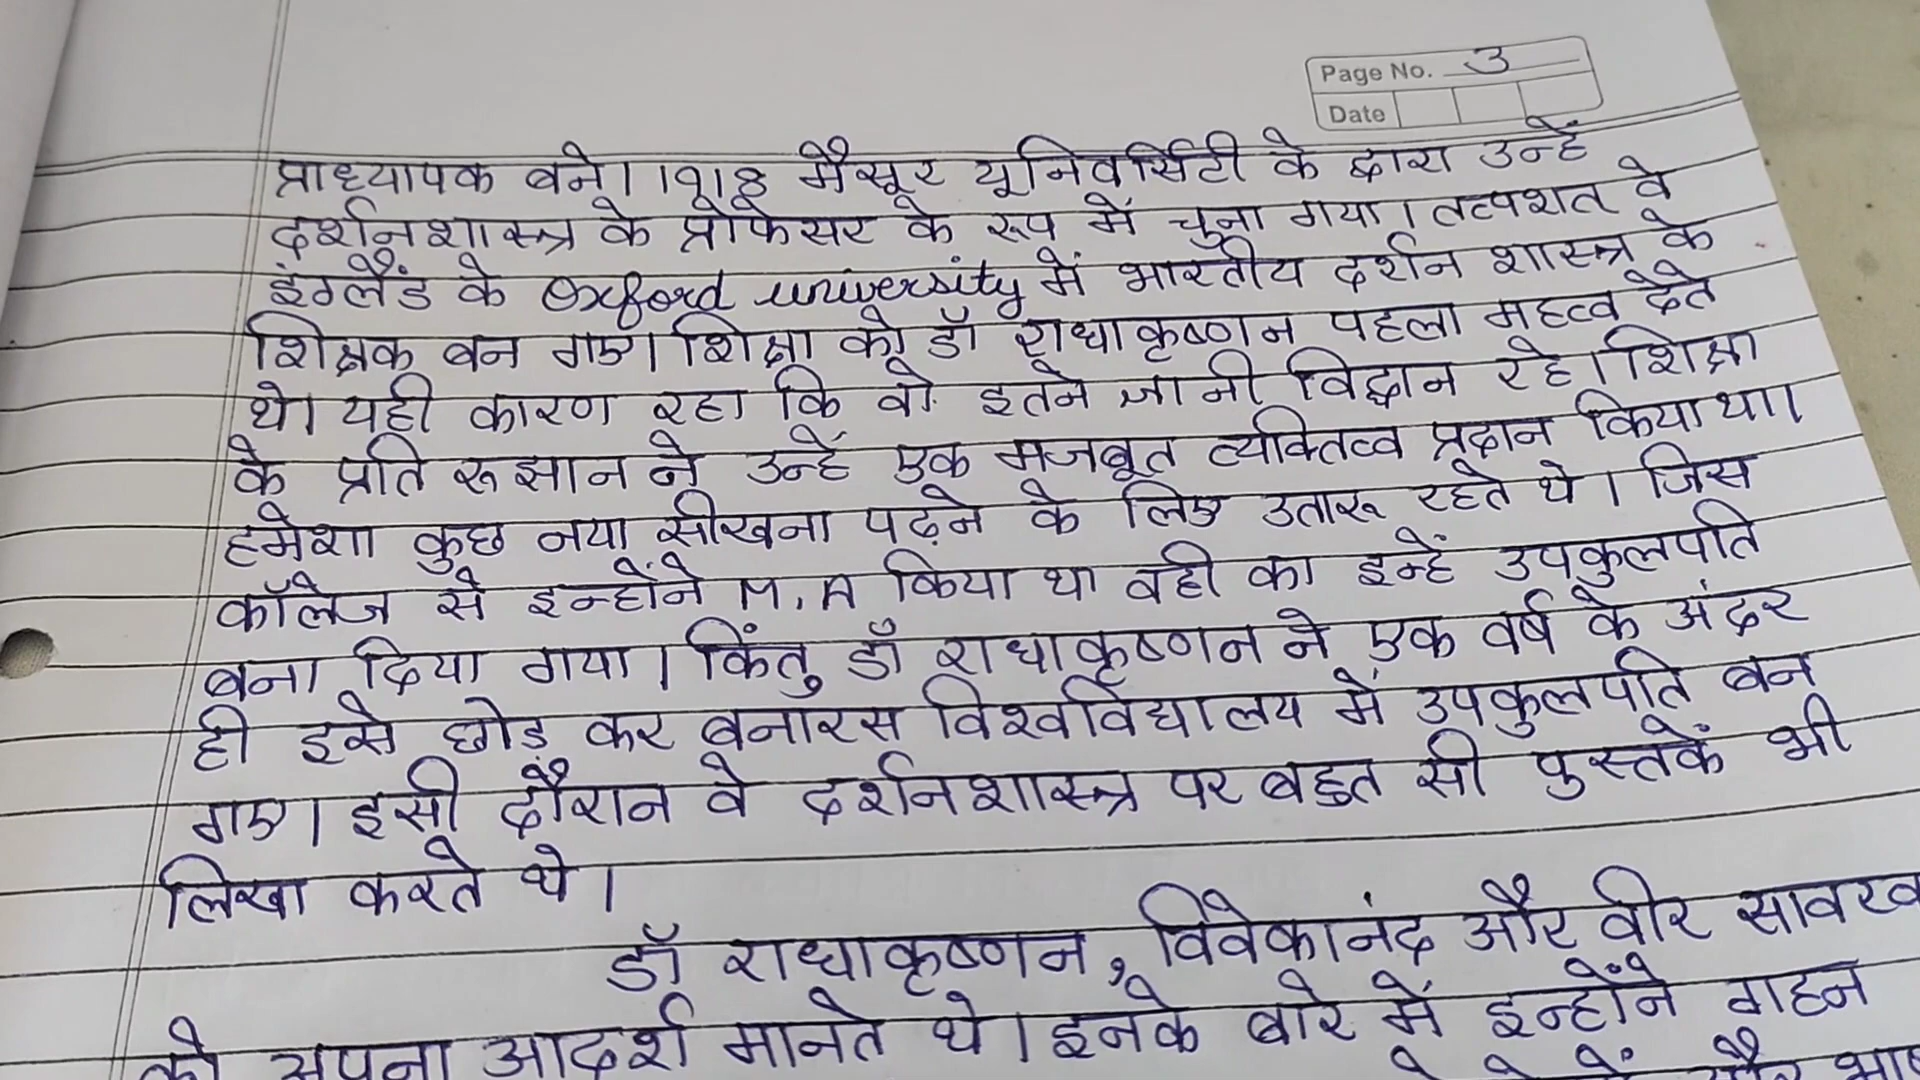 Page No. 3
Date
प्राध्यापक बने। 1918 मैसूर यूनिवर्सिटी के द्वारा उन्हें
दर्शनशास्त्र के प्रोफेसर के रूप में चुना गया। तत्पशत वे
इंग्लैंड के Oxford university में भारतीय दर्शन शास्त्र के
शिक्षक बन गए। शिक्षा को डॉ राधाकृष्णन पहला महत्व देते
थे। यही कारण रहा कि वो इतने ज्ञानी विद्वान रहे। शिक्षा
के प्रति रूझान ने उन्हें एक मजबूत व्यक्तित्व प्रदान किया था।
हमेशा कुछ नया सीखना पढ़ने के लिए उतारू रहते थे। जिस
कॉलेज से इन्होंने M.A किया था वही का इन्हें उपकुलपति
बना दिया गया। किंतु डॉ राधाकृष्णन ने एक वर्ष के अंदर
ही इसे छोड़ कर बनारस विश्वविद्यालय में उपकुलपति बन
गए। इसी दौरान वे दर्शनशास्त्र पर बहुत सी पुस्तकें भी
लिखा करते थे।
डॉ राधाकृष्णन, विवेकानंद और वीर सावरक
को अपना आदर्श मानते थे। इनके बारे में इन्होंने गहन